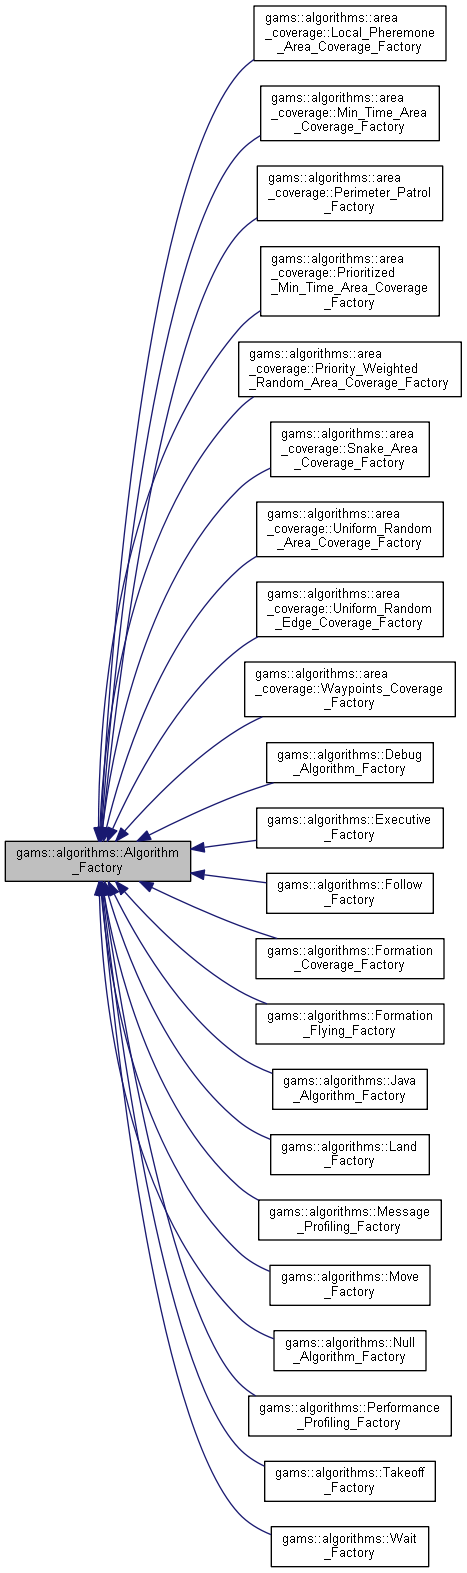 gams::algorithms::area
_coverage::Local_Pheremone
_Area_Coverage_Factory
gams::algorithms::area
_coverage::Min_Time_Area
_Coverage_Factory
gams::algorithms::area
_coverage::Perimeter_Patrol
_Factory
gams::algorithms::area
_coverage::Prioritized
_Min_Time_Area_Coverage
_Factory
gams::algorithms::area
_coverage::Priority_Weighted
_Random_Area_Coverage_Factory
gams::algorithms::area
_coverage::Snake_Area
_Coverage_Factory
gams::algorithms::area
_coverage::Uniform_Random
_Area_Coverage_Factory
gams::algorithms::area
_coverage::Uniform_Random
_Edge_Coverage_Factory
gams::algorithms::area
_coverage::Waypoints_Coverage
_Factory
gams::algorithms::Debug
_Algorithm_Factory
gams::algorithms::Executive
_Factory
gams::algorithms::Algorithm
_Factory
gams::algorithms::Follow
_Factory
gams::algorithms::Formation
_Coverage_Factory
gams::algorithms::Formation
_Flying_Factory
gams::algorithms::Java
_Algorithm_Factory
gams::algorithms::Land
_Factory
gams::algorithms::Message
_Profiling_Factory
gams::algorithms::Move
_Factory
gams::algorithms::Null
_Algorithm_Factory
gams::algorithms::Performance
_Profiling_Factory
gams::algorithms::Takeoff
_Factory
gams::algorithms::Wait
_Factory